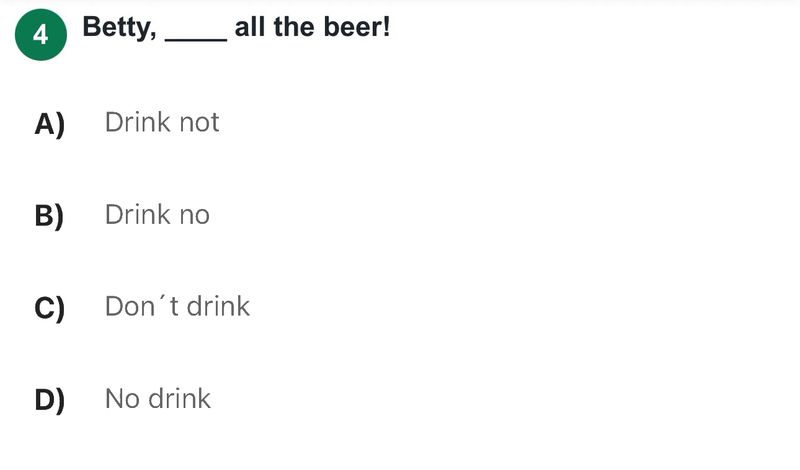 4 Betty, ____ all the beer!
A) Drink not
B) Drink no
C) Don´t drink
D) No drink